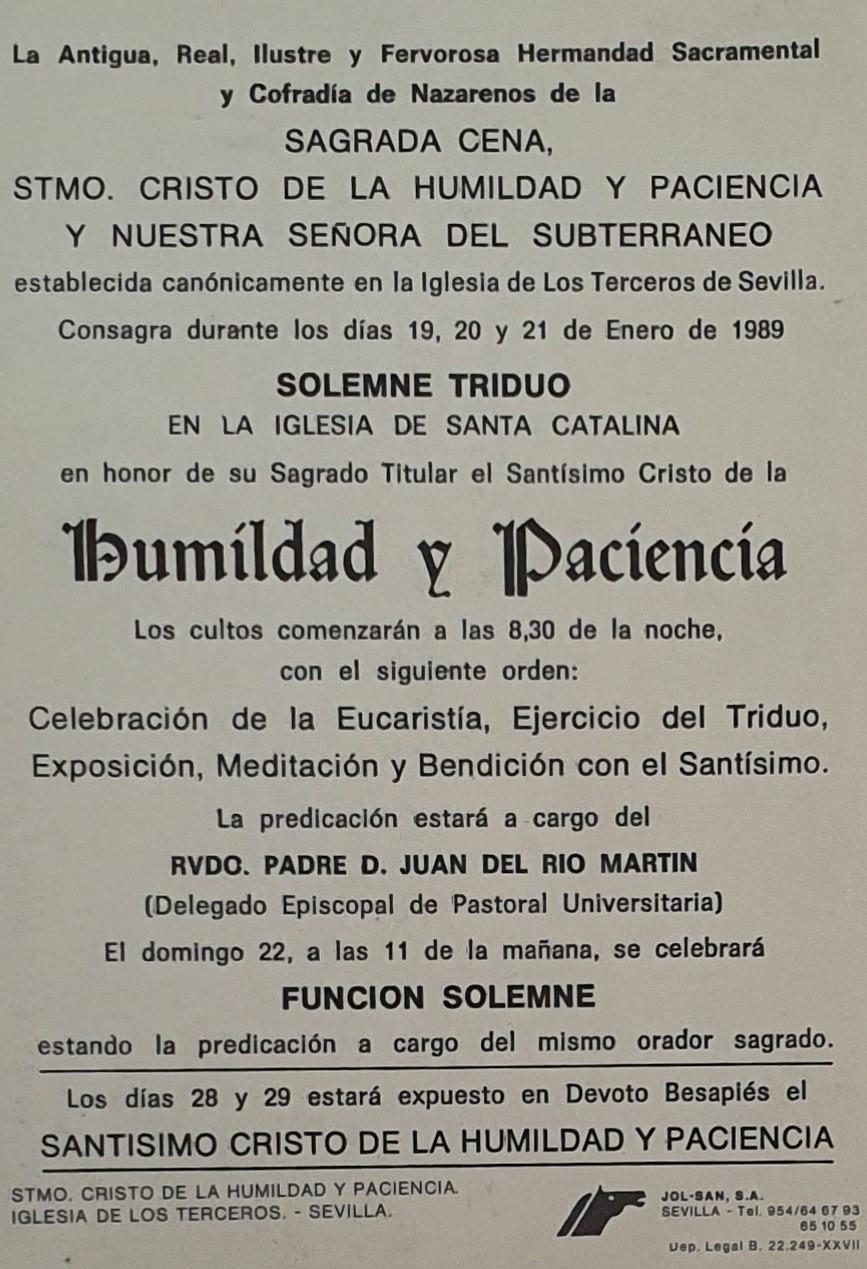 La Antigua, Real, Ilustre y Fervorosa Hermandad Sacramental
y Cofradía de Nazarenos de la
SAGRADA CENA,
STMO. CRISTO DE LA HUMILDAD Y PACIENCIA
Y NUESTRA SEÑORA DEL SUBTERRANEO
establecida canónicamente en la Iglesia de Los Terceros de Sevilla.
Consagra durante los días 19, 20 y 21 de Enero de 1989
SOLEMNE TRIDUO
EN LA IGLESIA DE SANTA CATALINA
en honor de su Sagrado Titular el Santísimo Cristo de la
Humildad y Paciencia
Los cultos comenzarán a las 8,30 de la noche,
con el siguiente orden:
Celebración de la Eucaristía, Ejercicio del Triduo,
Exposición, Meditación y Bendición con el Santísimo.
La predicación estará a cargo del
RVDO. PADRE D. JUAN DEL RIO MARTIN
(Delegado Episcopal de Pastoral Universitaria)
El domingo 22, a las 11 de la mañana, se celebrará
FUNCION SOLEMNE
estando la predicación a cargo del mismo orador sagrado.
Los días 28 y 29 estará expuesto en Devoto Besapiés el
SANTISIMO CRISTO DE LA HUMILDAD Y PACIENCIA
STMO. CRISTO DE LA HUMILDAD Y PACIENCIA.
IGLESIA DE LOS TERCEROS. - SEVILLA.
JOL-SAN, S.A.
SEVILLA - Tel. 954/64 67 93
65 10 55
Dep. Legal B. 22.249-XXVII